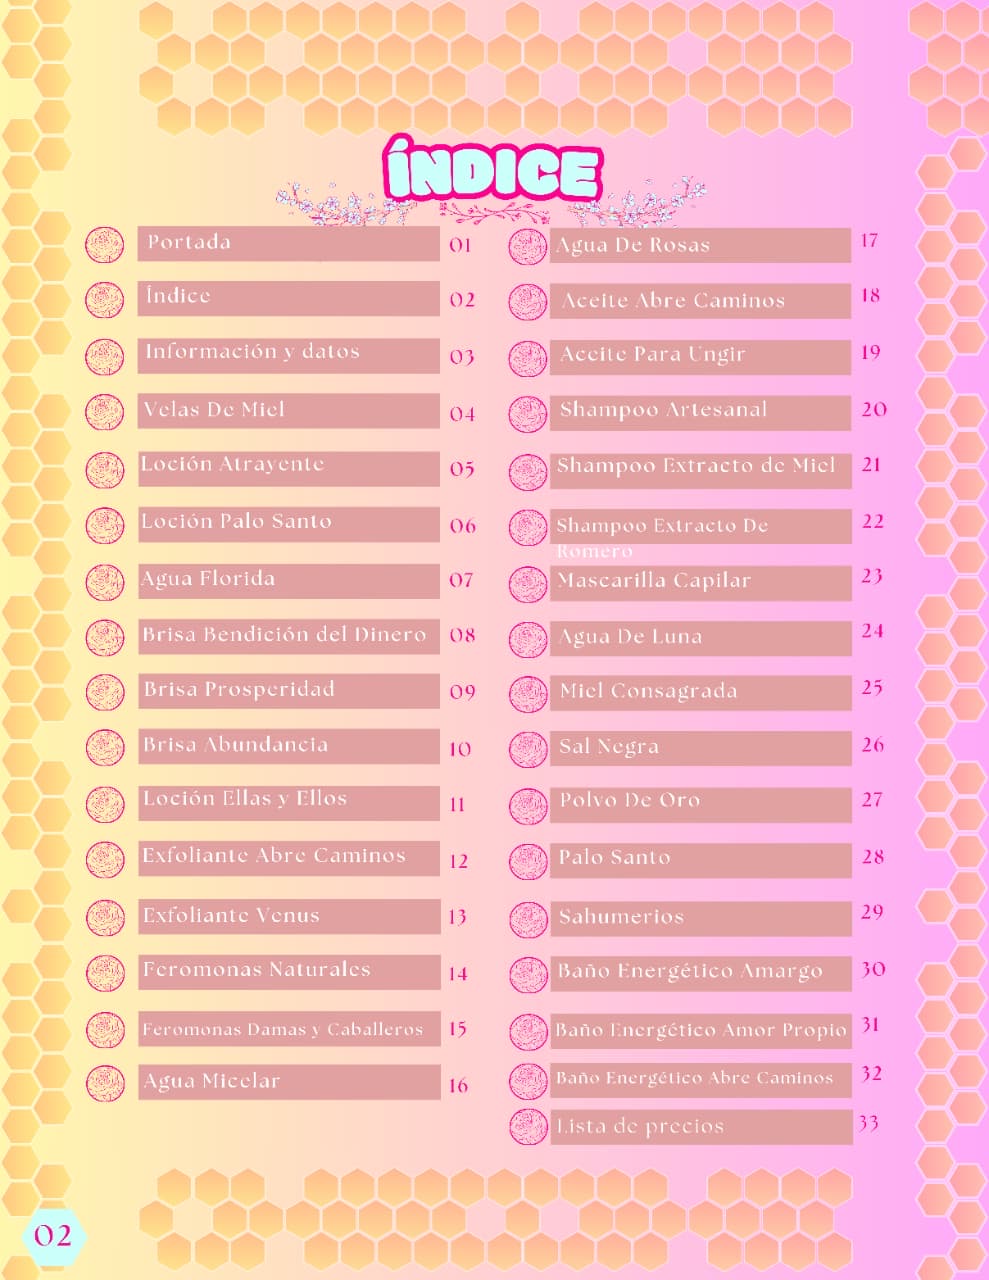 ÍNDICE
Portada 01
Índice 02
Información y datos 03
Velas De Miel 04
Loción Atrayente 05
Loción Palo Santo 06
Agua Florida 07
Brisa Bendición del Dinero 08
Brisa Prosperidad 09
Brisa Abundancia 10
Loción Ellas y Ellos 11
Exfoliante Abre Caminos 12
Exfoliante Venus 13
Feromonas Naturales 14
Feromonas Damas y Caballeros 15
Agua Micelar 16
Agua De Rosas 17
Aceite Abre Caminos 18
Aceite Para Ungir 19
Shampoo Artesanal 20
Shampoo Extracto de Miel 21
Shampoo Extracto De 22
Romero
Mascarilla Capilar 23
Agua De Luna 24
Miel Consagrada 25
Sal Negra 26
Polvo De Oro 27
Palo Santo 28
Sahumerios 29
Baño Energético Amargo 30
Baño Energético Amor Propio 31
Baño Energético Abre Caminos 32
Lista de precios 33
02